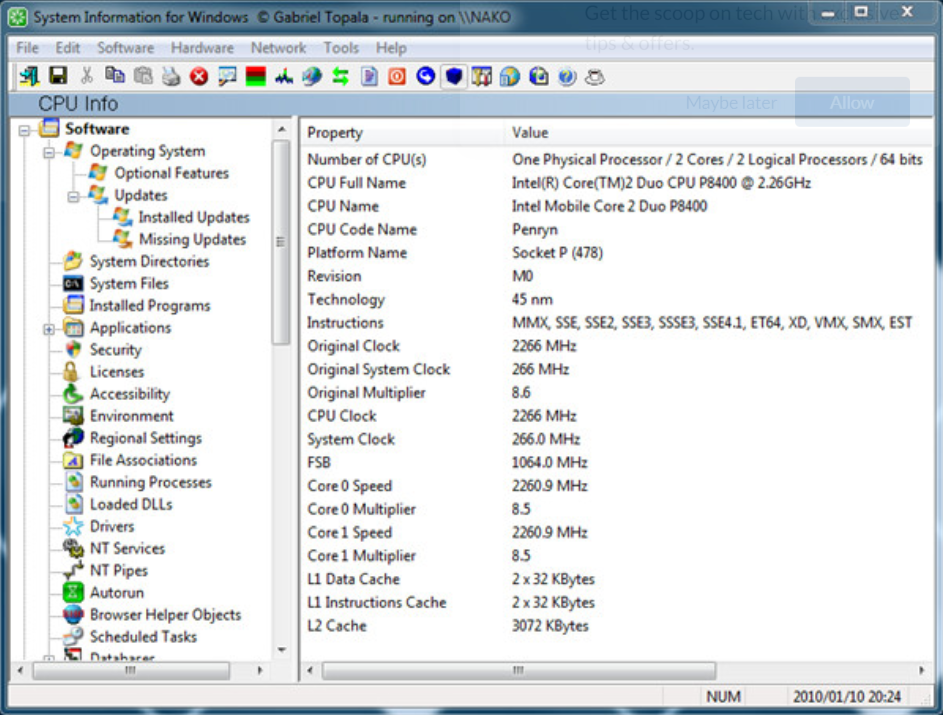 System Information for Windows © Gabriel Topala - running on \\NAKO
Get the scoop on tech with exclusive
tips & offers.
File Edit Software Hardware Network Tools Help
Maybe later Allow
CPU Info
Software
Operating System
Optional Features
Updates
Installed Updates
Missing Updates
System Directories
System Files
Installed Programs
Applications
Security
Licenses
Accessibility
Environment
Regional Settings
File Associations
Running Processes
Loaded DLLs
Drivers
NT Services
NT Pipes
Autorun
Browser Helper Objects
Scheduled Tasks
Databases
Property Value
Number of CPU(s) One Physical Processor / 2 Cores / 2 Logical Processors / 64 bits
CPU Full Name Intel(R) Core(TM)2 Duo CPU P8400 @ 2.26GHz
CPU Name Intel Mobile Core 2 Duo P8400
CPU Code Name Penryn
Platform Name Socket P (478)
Revision M0
Technology 45 nm
Instructions MMX, SSE, SSE2, SSE3, SSSE3, SSE4.1, ET64, XD, VMX, SMX, EST
Original Clock 2266 MHz
Original System Clock 266 MHz
Original Multiplier 8.6
CPU Clock 2266 MHz
System Clock 266.0 MHz
FSB 1064.0 MHz
Core 0 Speed 2260.9 MHz
Core 0 Multiplier 8.5
Core 1 Speed 2260.9 MHz
Core 1 Multiplier 8.5
L1 Data Cache 2 x 32 KBytes
L1 Instructions Cache 2 x 32 KBytes
L2 Cache 3072 KBytes
NUM 2010/01/10 20:24